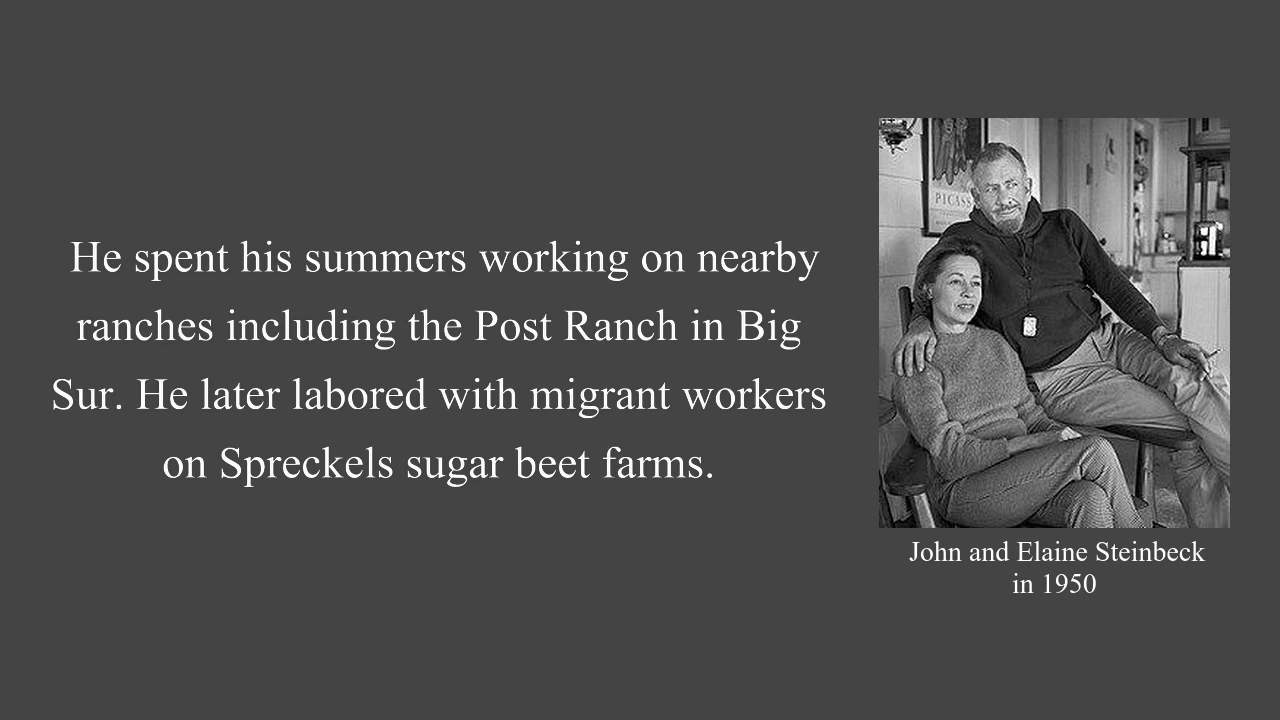 He spent his summers working on nearby
ranches including the Post Ranch in Big
Sur. He later labored with migrant workers
on Spreckels sugar beet farms.
PICASS
John and Elaine Steinbeck
in 1950